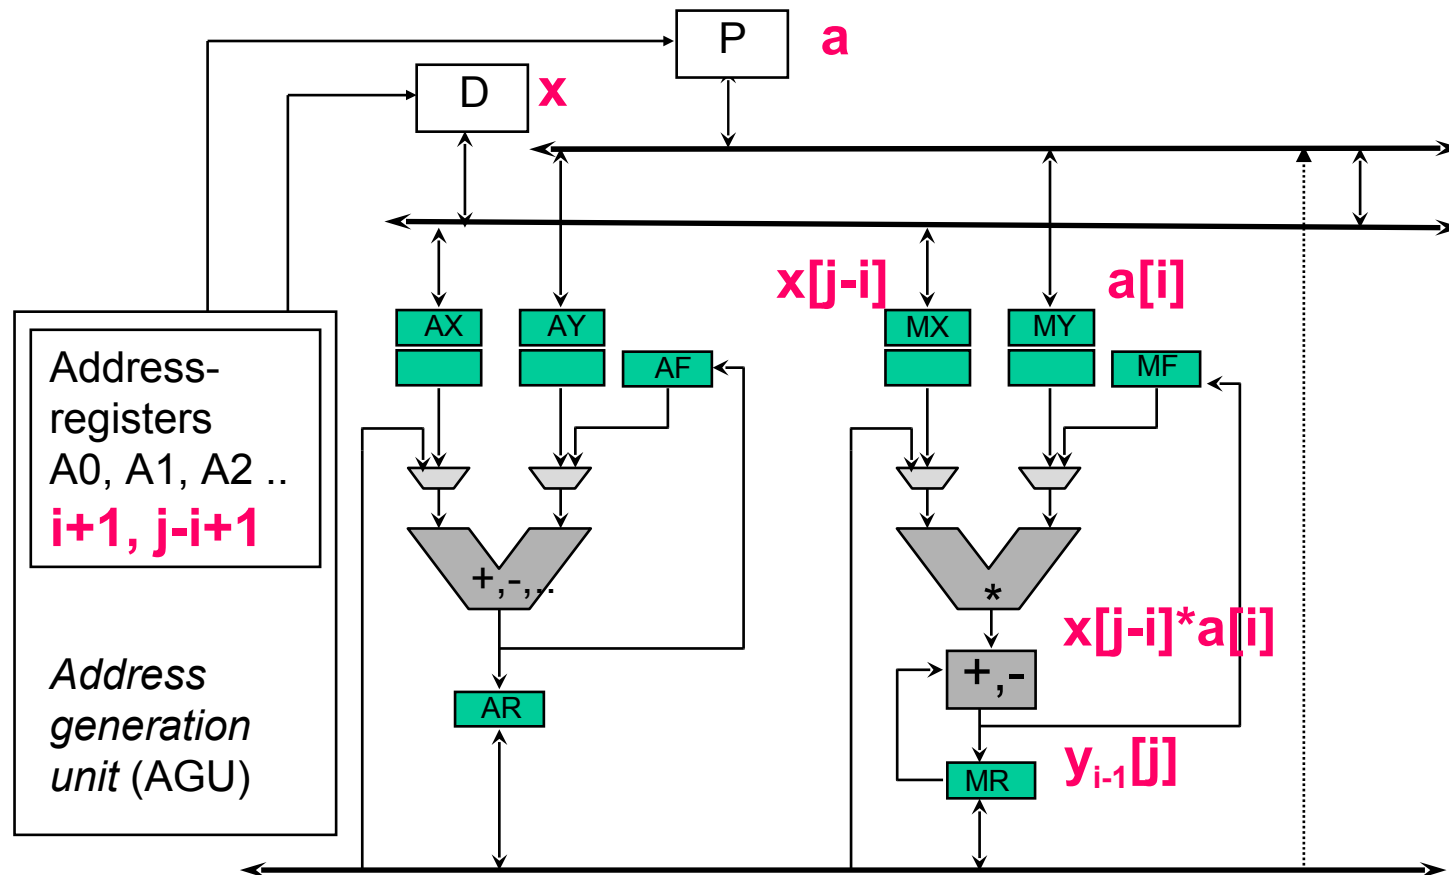 P
a
D
x
x[j-i]
a[i]
AX
AY
MX
MY
AF
MF
Address-
registers
A0, A1, A2 ..
i+1, j-i+1
+,-,..
*
x[j-i]*a[i]
+,-
Address
generation
unit (AGU)
AR
yi-1[j]
MR